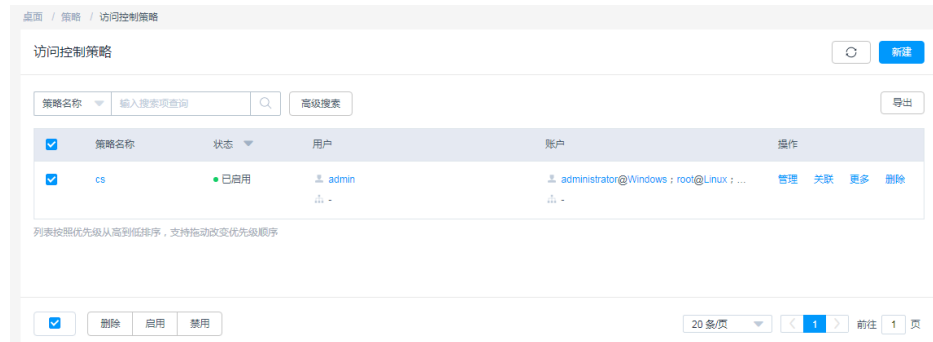 桌面 / 策略 / 访问控制策略
访问控制策略
新建
策略名称 输入搜索项查询 高级搜索 导出
策略名称 状态 用户 账户 操作
cs 已启用 admin administrator@Windows；root@Linux；... 管理 关联 更多 删除
- -
列表按照优先级从高到低排序，支持拖动改变优先级顺序
删除 启用 禁用 20 条/页 1 前往 1 页